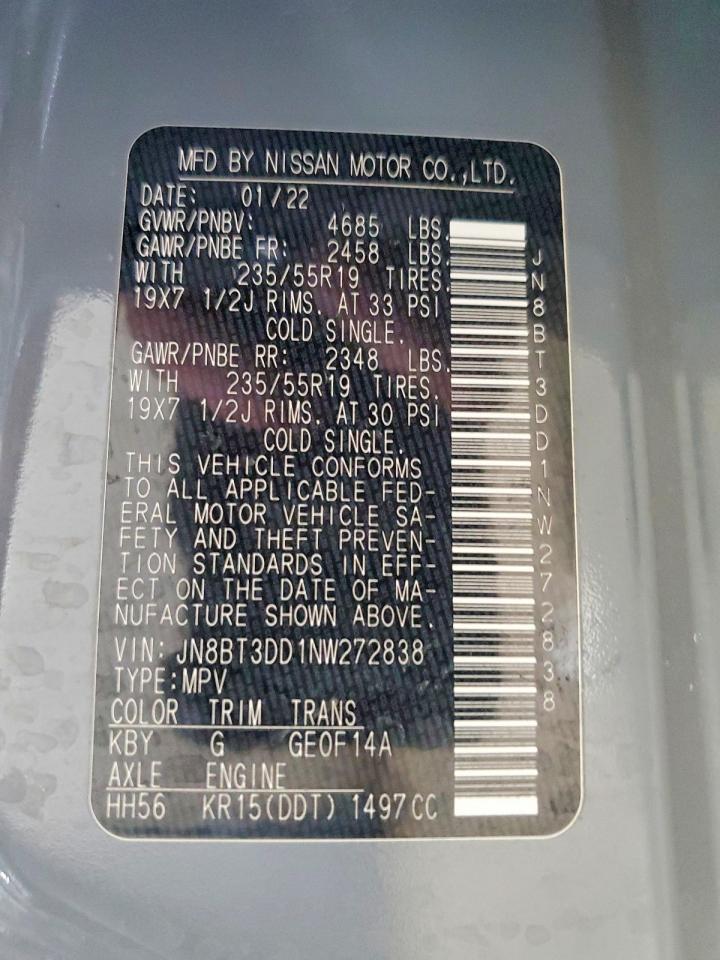 MFD BY NISSAN MOTOR CO.,LTD.
DATE: 01/22
GVWR/PNBV: 4685 LBS.
GAWR/PNBE FR: 2458 LBS.
WITH 235/55R19 TIRES.
19X7 1/2J RIMS. AT 33 PSI
COLD SINGLE.
GAWR/PNBE RR: 2348 LBS.
WITH 235/55R19 TIRES.
19X7 1/2J RIMS. AT 30 PSI
COLD SINGLE.
THIS VEHICLE CONFORMS
TO ALL APPLICABLE FED-
ERAL MOTOR VEHICLE SA-
FETY AND THEFT PREVEN-
TION STANDARDS IN EFF-
ECT ON THE DATE OF MA-
NUFACTURE SHOWN ABOVE.
VIN: JN8BT3DD1NW272838
TYPE:MPV
COLOR TRIM TRANS
KBY G GE0F14A
AXLE ENGINE
HH56 KR15(DDT) 1497CC
JN8BT3DD1NW272838